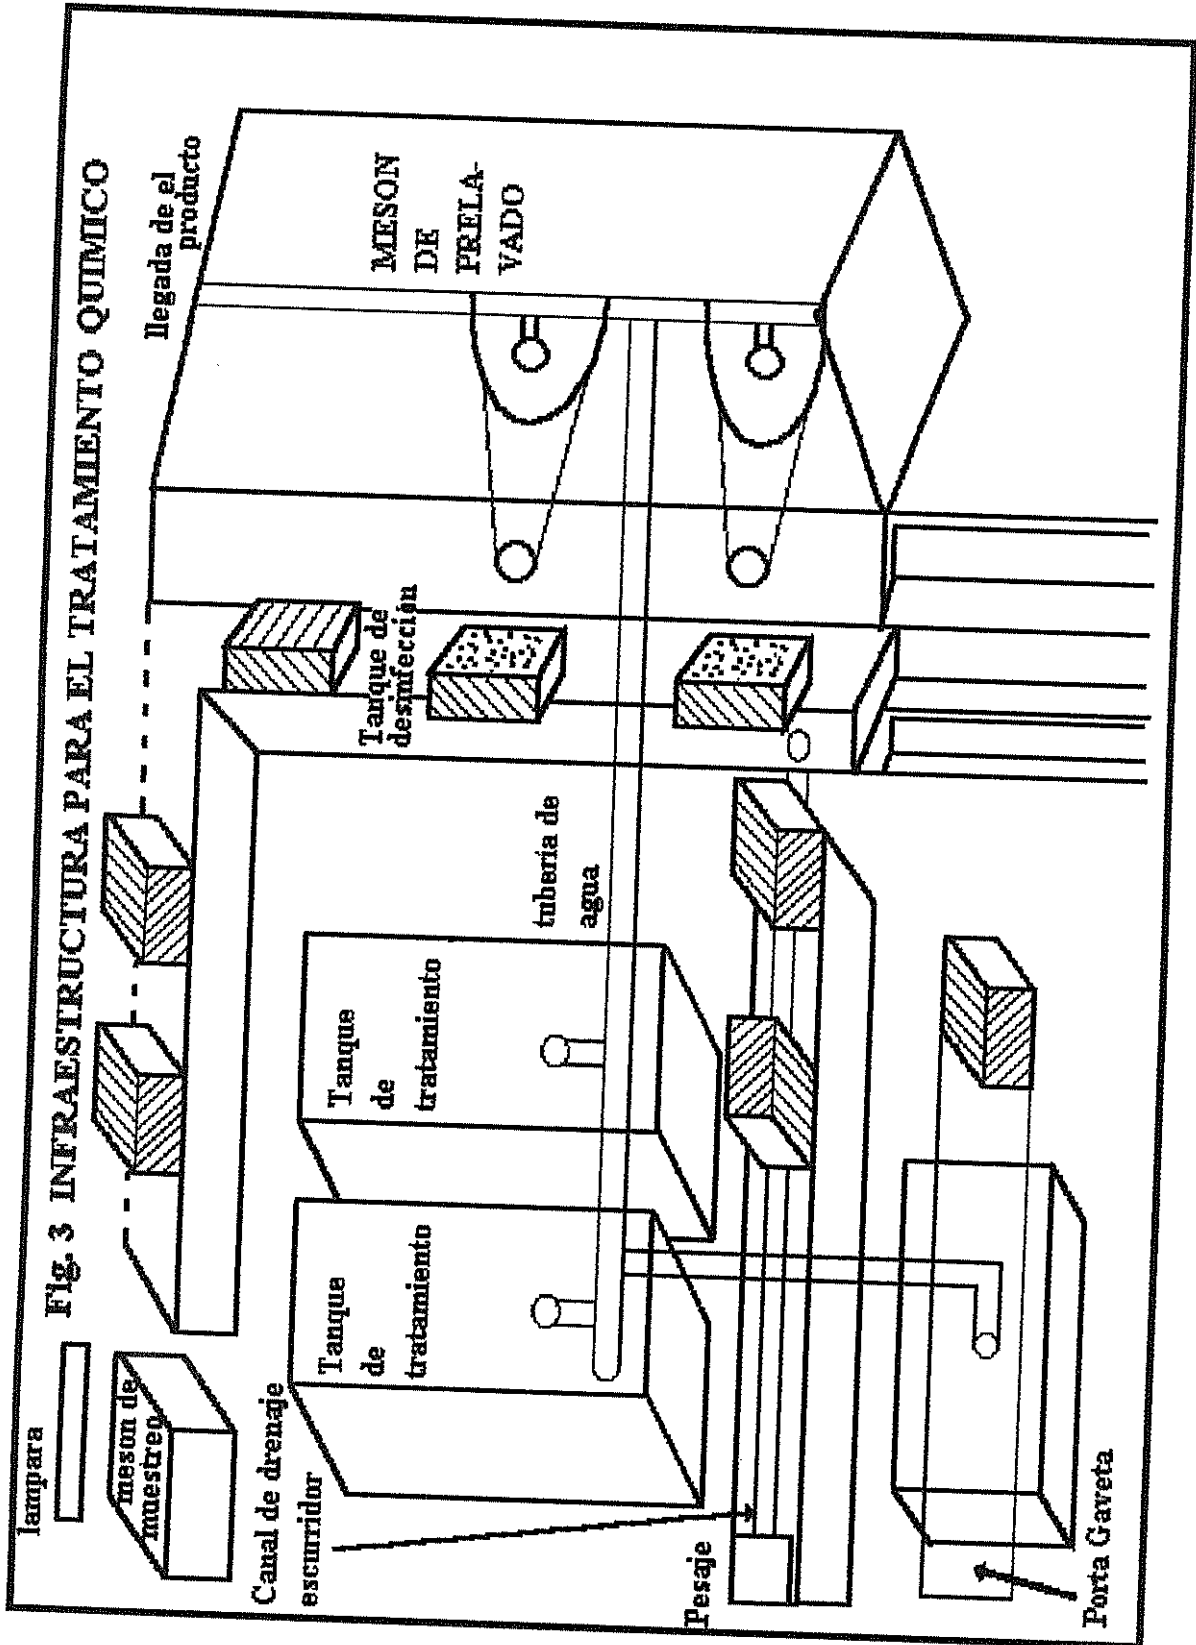 Fig. 3 INFRAESTRUCTURA PARA EL TRATAMIENTO QUIMICO
lampara
meson de
muestreo
llegada de el
producto
MESON
DE
PRELA-
VADO
Tanque de
desinfección
tuberia de
agua
Tanque
de
tratamiento
Tanque
de
tratamiento
Canal de drenaje
escurridor
Pesaje
Porta Gaveta